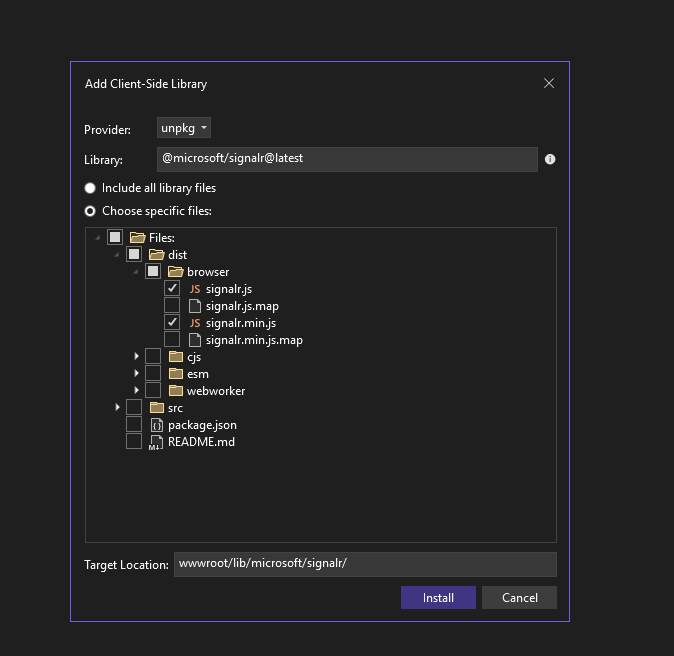 Add Client-Side Library
Provider: unpkg
Library: @microsoft/signalr@latest
Include all library files
Choose specific files:
Files:
dist
browser
JS signalr.js
signalr.js.map
JS signalr.min.js
signalr.min.js.map
cjs
esm
webworker
src
package.json
M↓ README.md
Target Location: wwwroot/lib/microsoft/signalr/
Install Cancel